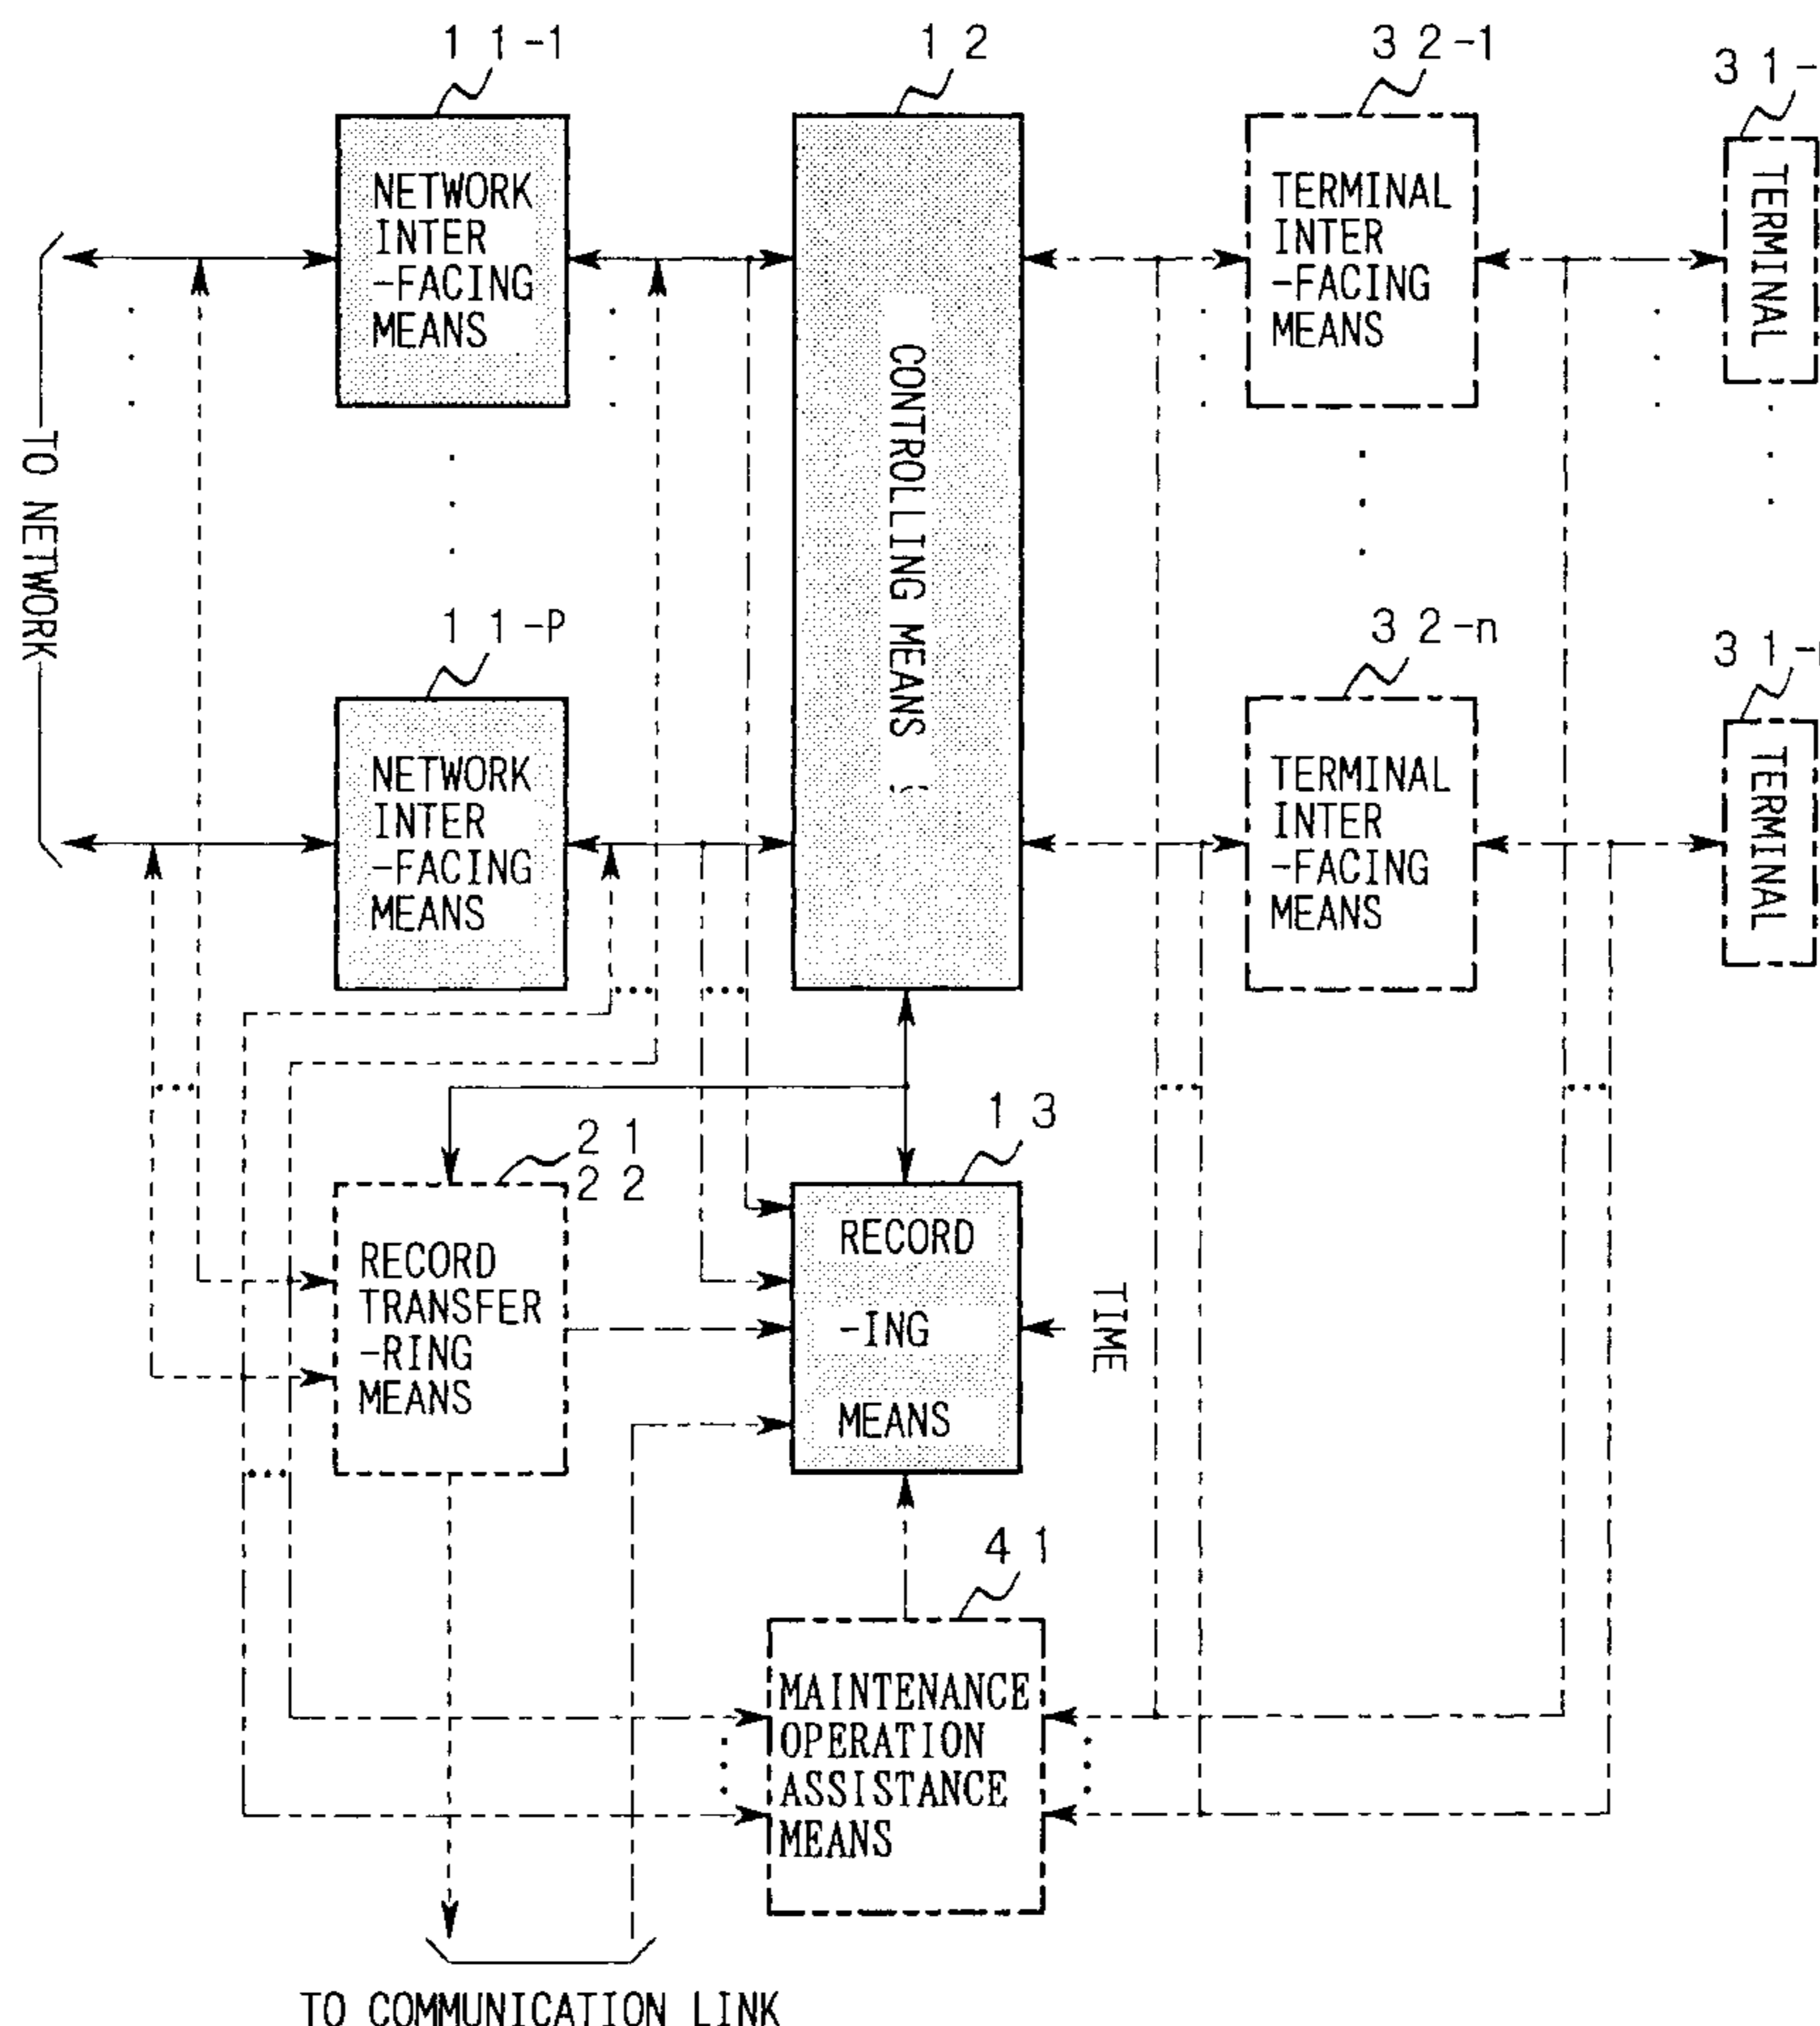 11-1
12
32-1
31-
NETWORK
INTER
-FACING
MEANS
CONTROLLING MEANS
TERMINAL
INTER
-FACING
MEANS
TERMINAL
TO NETWORK
11-P
32-n
31-
NETWORK
INTER
-FACING
MEANS
TERMINAL
INTER
-FACING
MEANS
TERMINAL
21
22
13
RECORD
TRANSFER
-RING
MEANS
RECORD
-ING
MEANS
TIME
41
MAINTENANCE
OPERATION
ASSISTANCE
MEANS
TO COMMUNICATION LINK